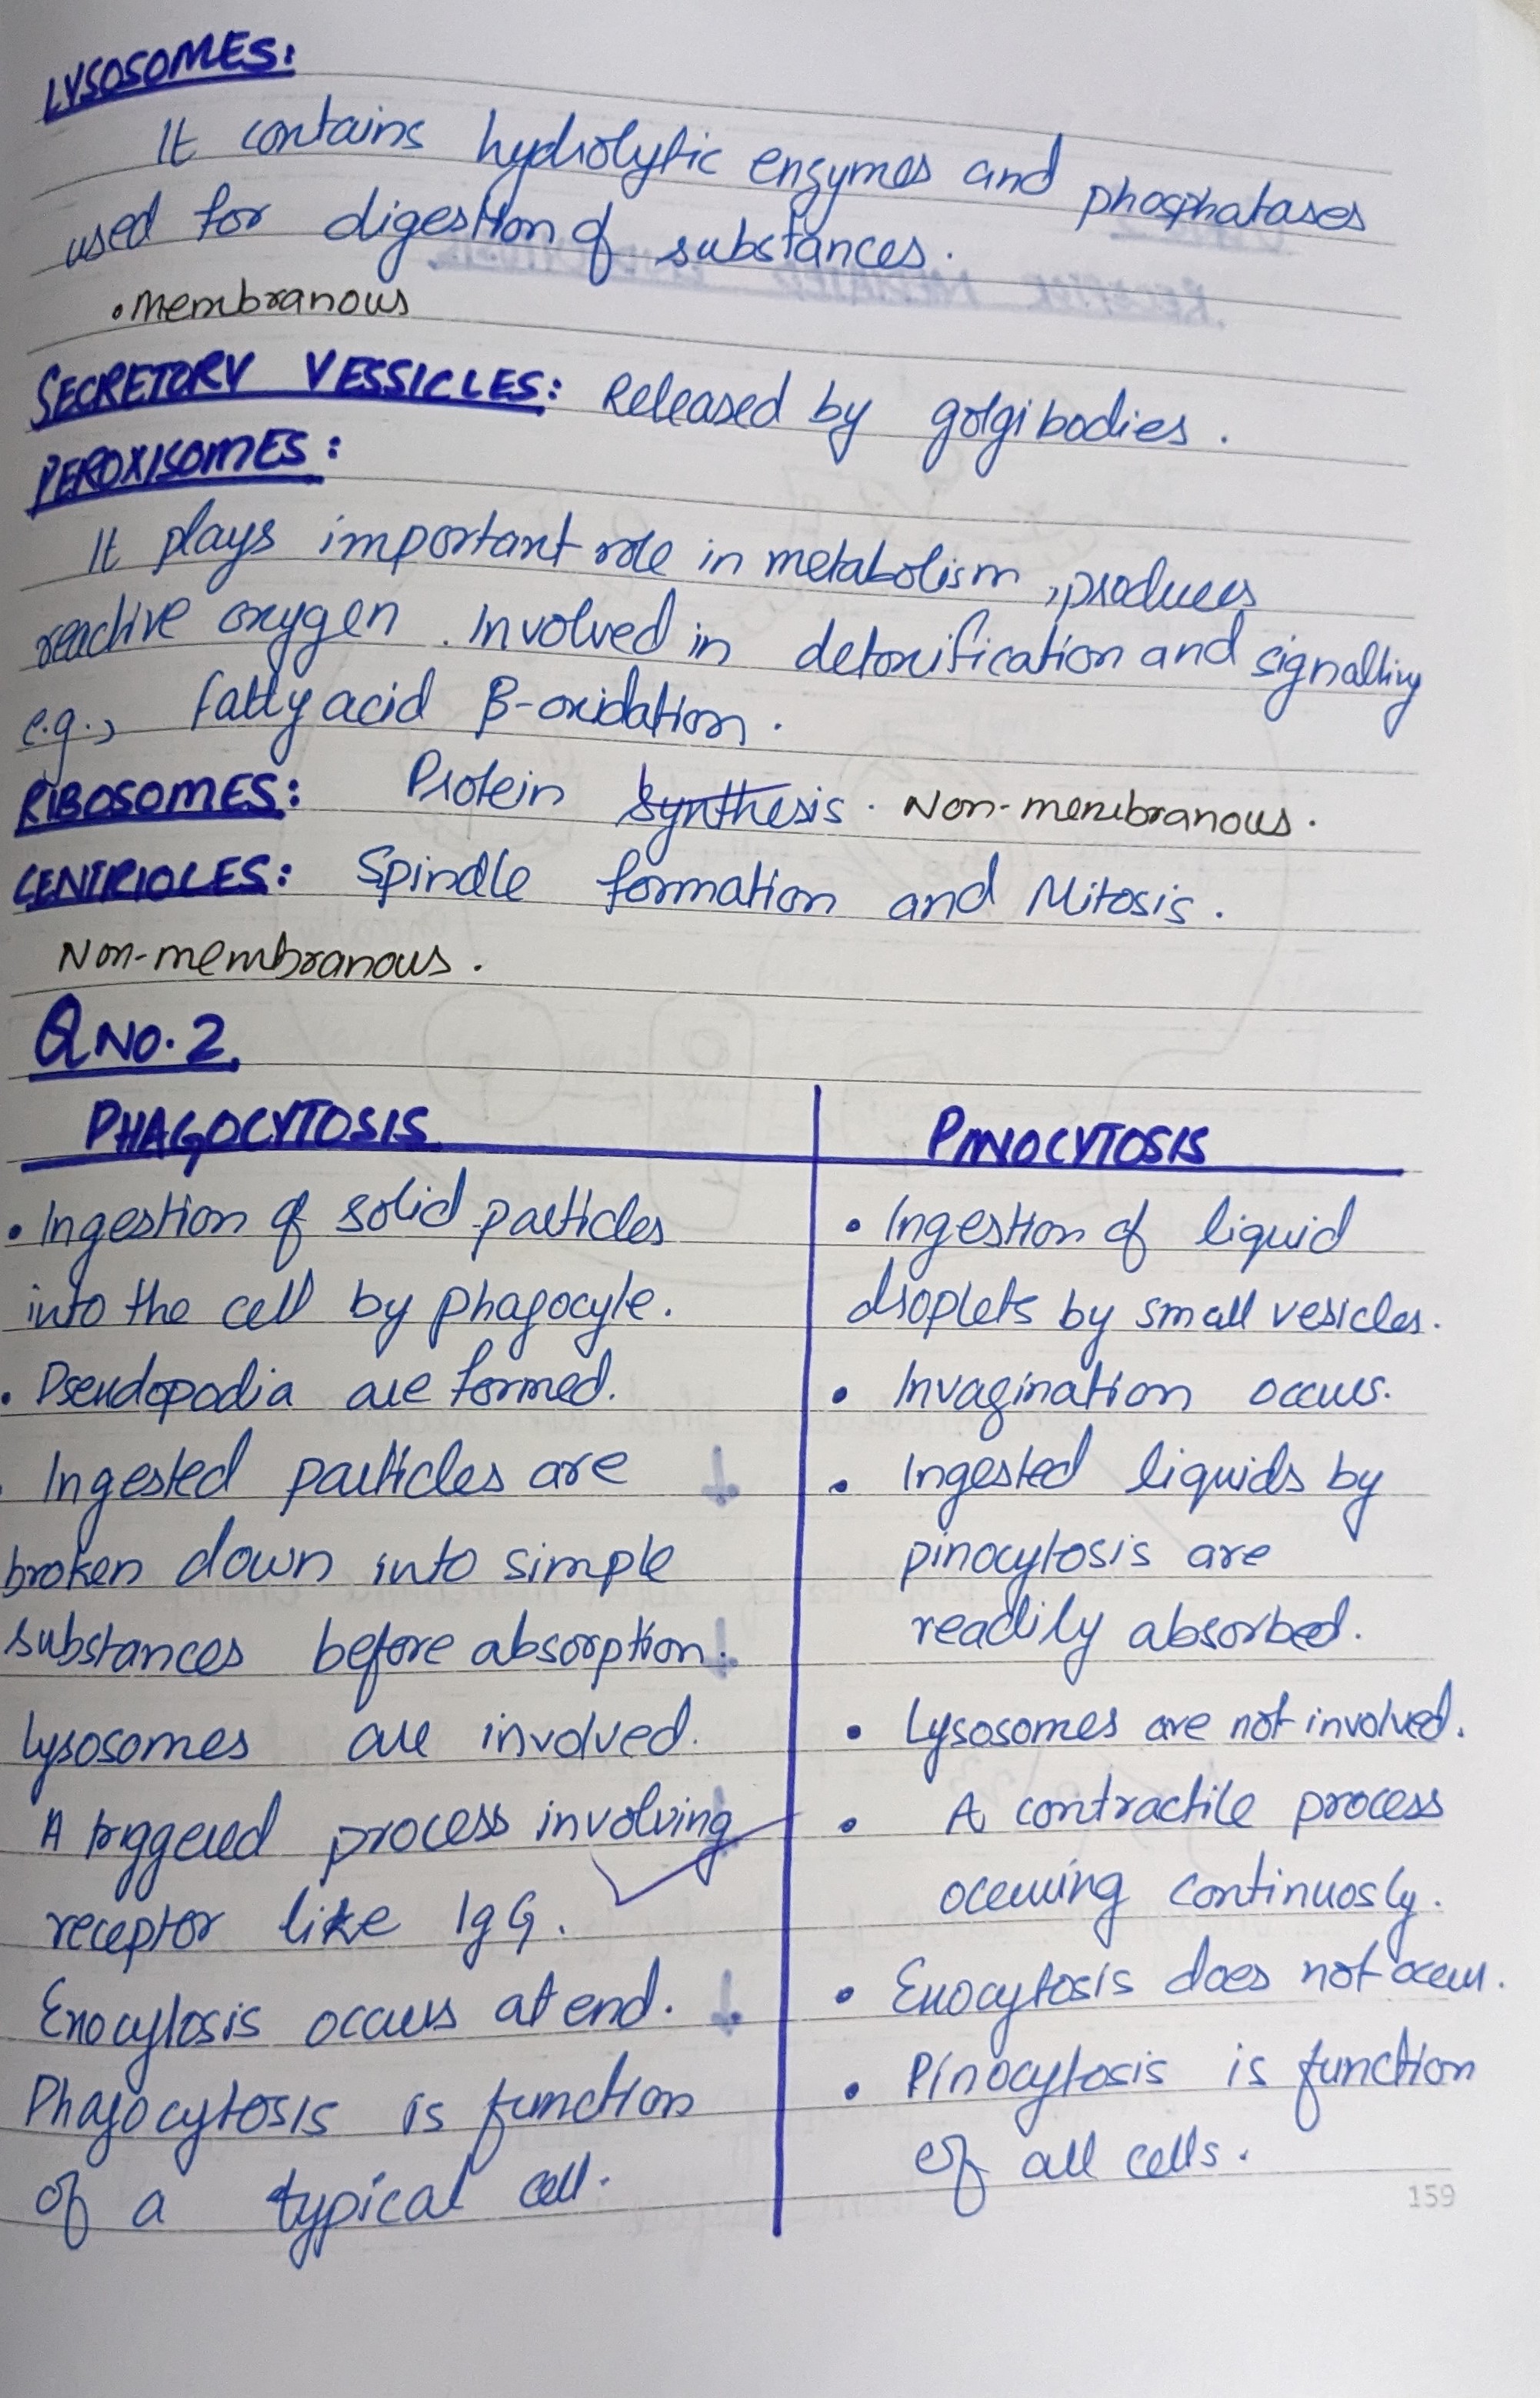 LYSOSOMES:
It contains hydrolytic enzymes and phosphatases
used for digestion of substances.
• Membranous
SECRETORY VESSICLES: Released by golgi bodies.
PEROXISOMES:
It plays important role in metabolism, produces
reactive oxygen. Involved in detoxification and signalling
e.g., Fatty acid β-oxidation.
RIBOSOMES: Protein synthesis. Non-membranous.
CENTRIOLES: Spindle formation and Mitosis.
Non-membranous.
Q NO. 2.
PHAGOCYTOSIS
• Ingestion of solid particles
into the cell by phagocyte.
• Pseudopodia are formed.
• Ingested particles are
broken down into simple
substances before absorption.
Lysosomes are involved.
A triggered process involving
receptor like IgG.
Exocytosis occurs at end.
Phagocytosis is function
of a typical cell.
PINOCYTOSIS
• Ingestion of liquid
droplets by small vesicles.
• Invagination occurs.
• Ingested liquids by
pinocytosis are
readily absorbed.
• Lysosomes are not involved.
• A contractile process
occuring continuosly.
• Exocytosis does not occur.
• Pinocytosis is function
of all cells.
159